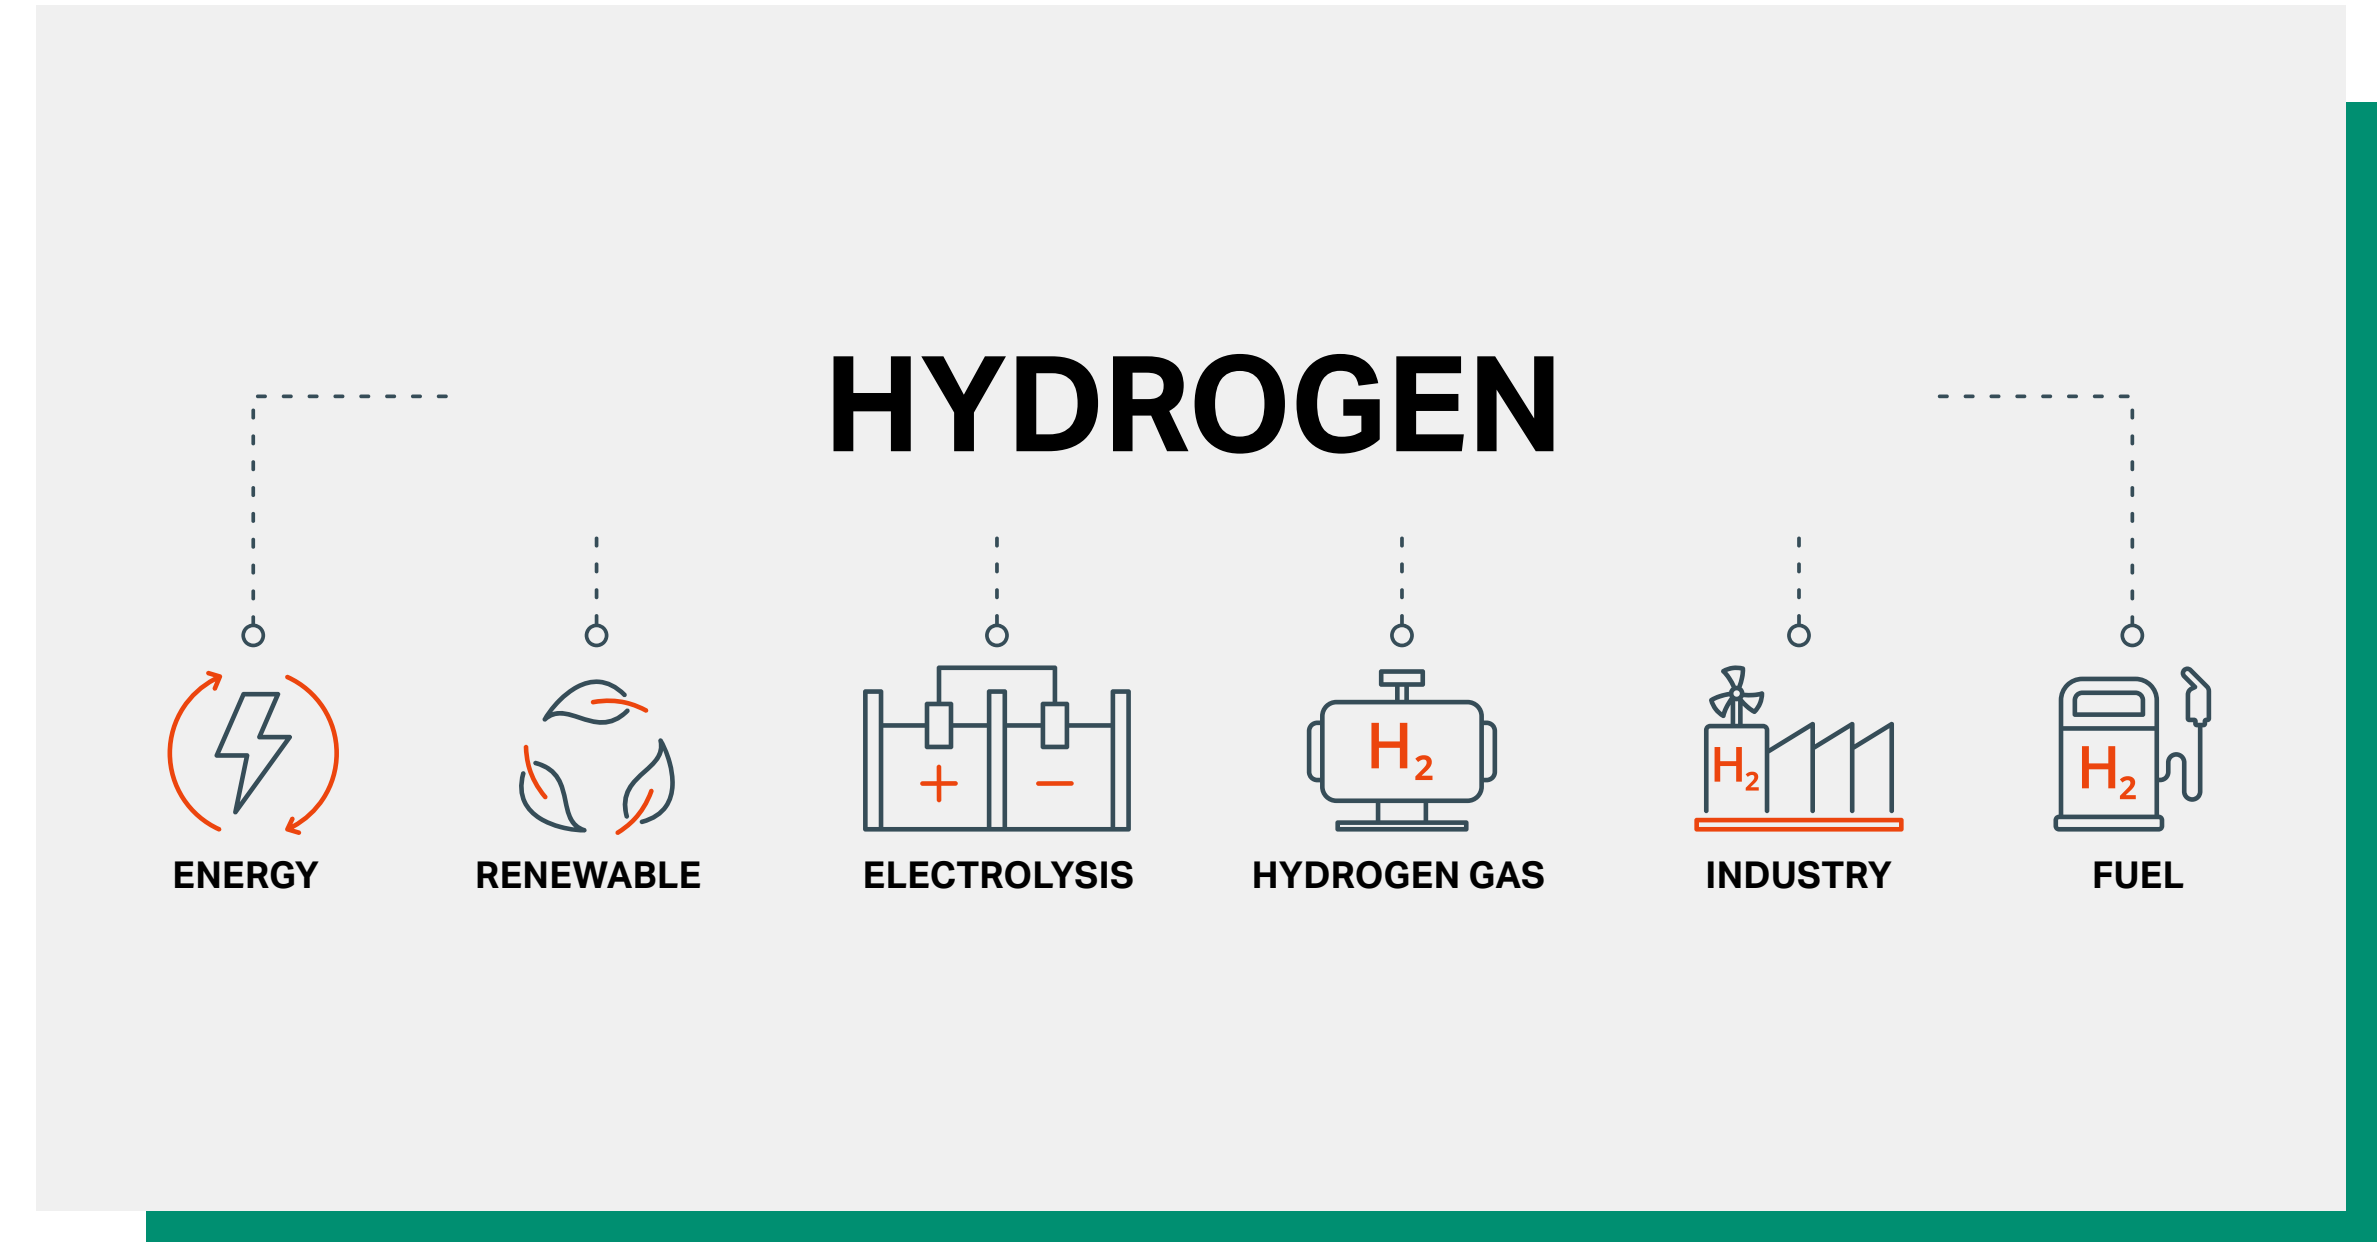 HYDROGEN
+
−
H₂
H₂
H₂
ENERGY
RENEWABLE
ELECTROLYSIS
HYDROGEN GAS
INDUSTRY
FUEL